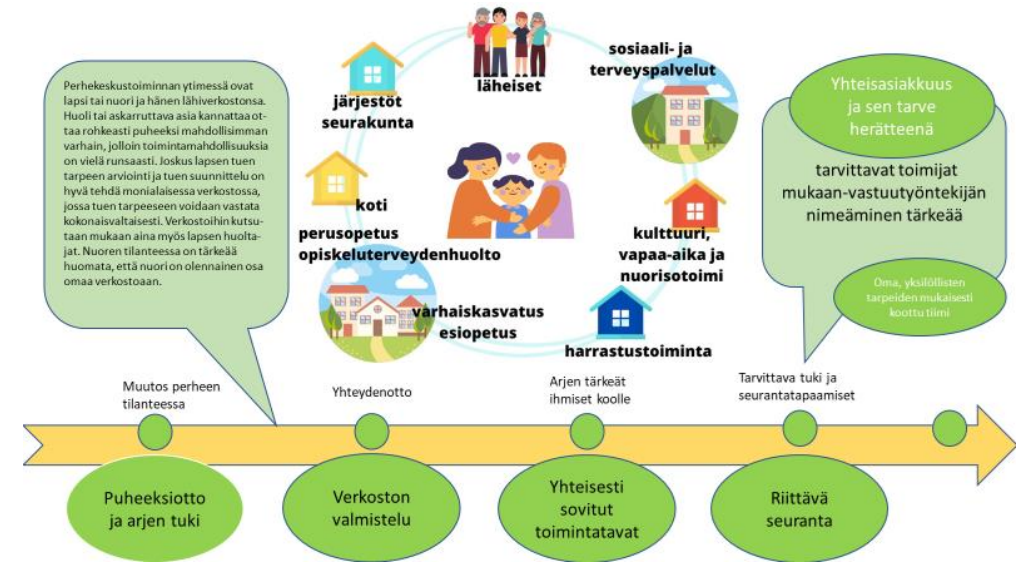 Perhekeskustoiminnan ytimessä ovat
lapsi tai nuori ja hänen lähiverkostonsa.
Huoli tai askarruttava asia kannattaa ot-
taa rohkeasti puheeksi mahdollisimman
varhain, jolloin toimintamahdollisuuksia
on vielä runsaasti. Joskus lapsen tuen
tarpeen arviointi ja tuen suunnittelu on
hyvä tehdä monialaisessa verkostossa,
jossa tuen tarpeeseen voidaan vastata
kokonaisvaltaisesti. Verkostoihin kutsu-
taan mukaan aina myös lapsen huolta-
jat. Nuoren tilanteessa on tärkeää
huomata, että nuori on olennainen osa
omaa verkostoaan.
läheiset
sosiaali- ja
terveyspalvelut
järjestöt
seurakunta
koti
perusopetus
opiskeluterveydenhuolto
kulttuuri,
vapaa-aika ja
nuorisotoimi
varhaiskasvatus
esiopetus
harrastustoiminta
Yhteisasiakkuus
ja sen tarve
herätteenä
tarvittavat toimijat
mukaan-vastuutyöntekijän
nimeäminen tärkeää
Oma, yksilöllisten
tarpeiden mukaisesti
koottu tiimi
Muutos perheen
tilanteessa
Yhteydenotto
Arjen tärkeät
ihmiset koolle
Tarvittava tuki ja
seurantatapaamiset
Puheeksiotto
ja arjen tuki
Verkoston
valmistelu
Yhteisesti
sovitut
toimintatavat
Riittävä
seuranta